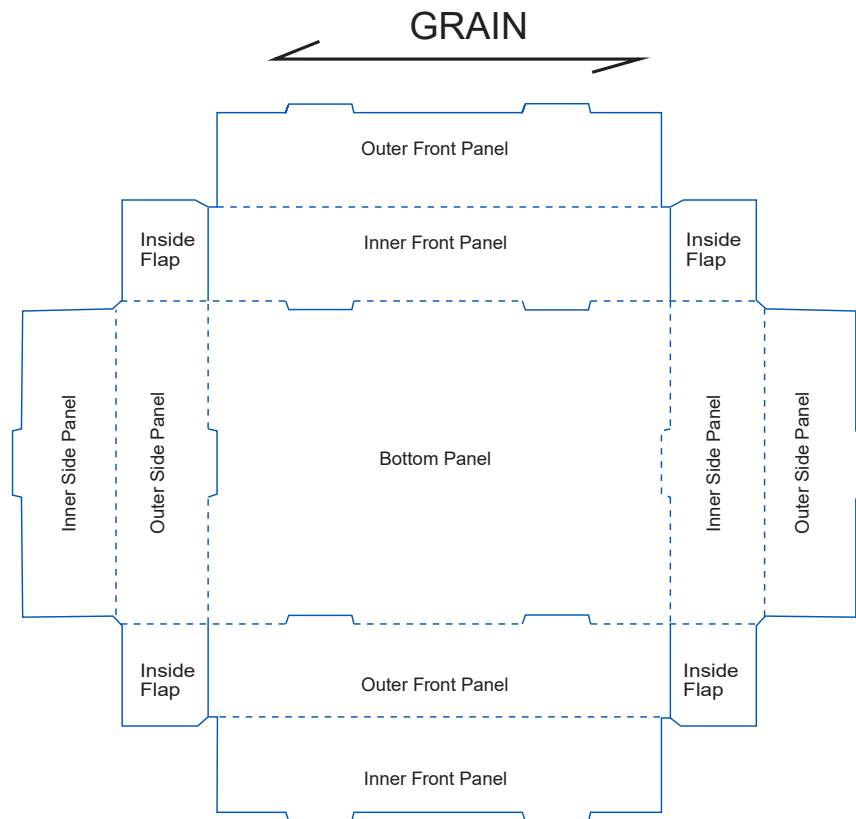 GRAIN
Outer Front Panel
Inside
Flap
Inner Front Panel
Inside
Flap
Inner Side Panel
Outer Side Panel
Bottom Panel
Inner Side Panel
Outer Side Panel
Inside
Flap
Outer Front Panel
Inside
Flap
Inner Front Panel